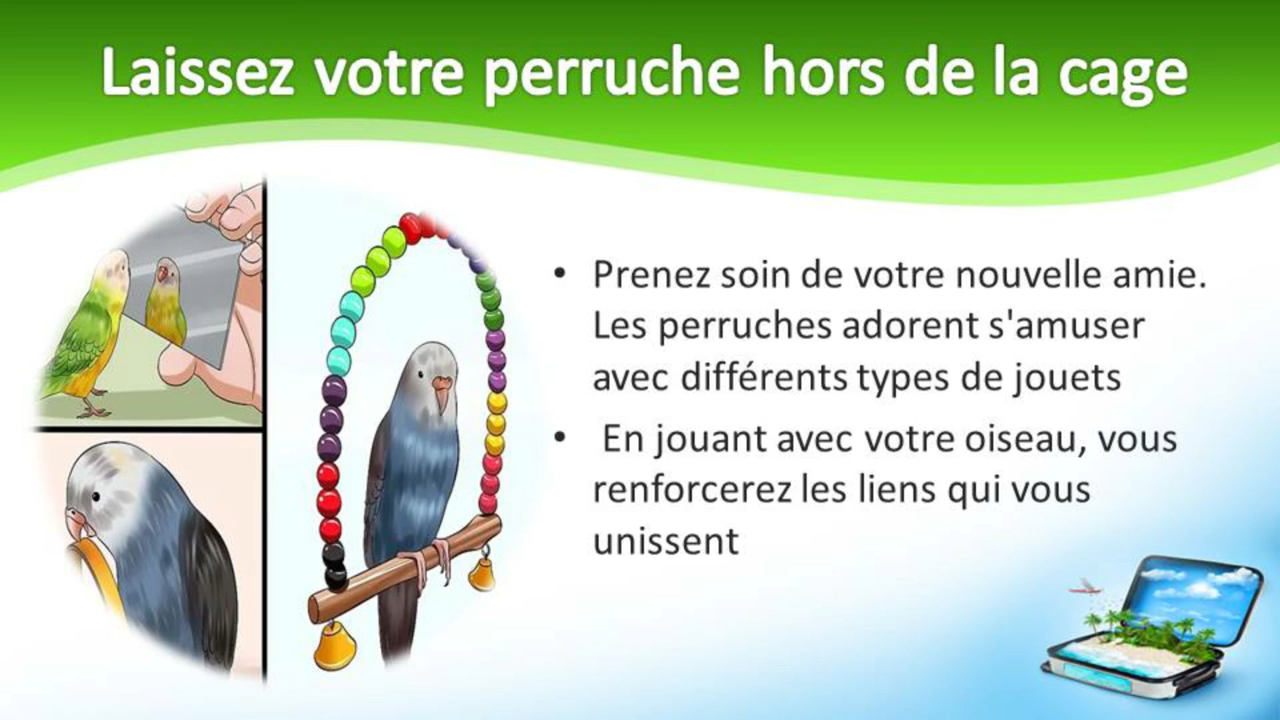 Laissez votre perruche hors de la cage
• Prenez soin de votre nouvelle amie.
Les perruches adorent s'amuser
avec différents types de jouets
• En jouant avec votre oiseau, vous
renforcerez les liens qui vous
unissent